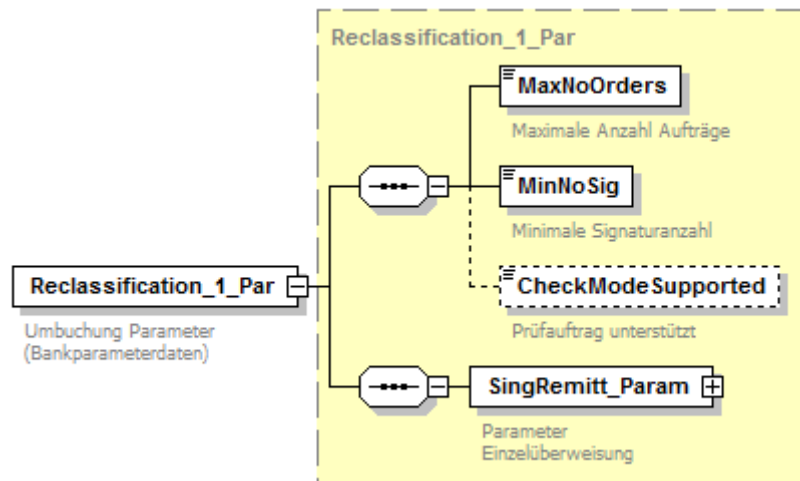 Reclassification_1_Par
MaxNoOrders
Maximale Anzahl Aufträge
MinNoSig
Minimale Signaturanzahl
Reclassification_1_Par
CheckModeSupported
Umbuchung Parameter
(Bankparameterdaten)
Prüfauftrag unterstützt
SingRemitt_Param
Parameter
Einzelüberweisung